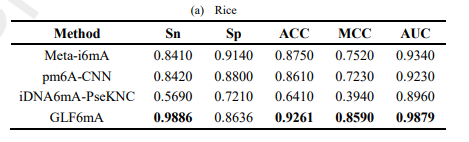 (a) Rice
Method Sn Sp ACC MCC AUC
Meta-i6mA 0.8410 0.9140 0.8750 0.7520 0.9340
pm6A-CNN 0.8420 0.8800 0.8610 0.7230 0.9230
iDNA6mA-PseKNC 0.5690 0.7210 0.6410 0.3940 0.8960
GLF6mA 0.9886 0.8636 0.9261 0.8590 0.9879